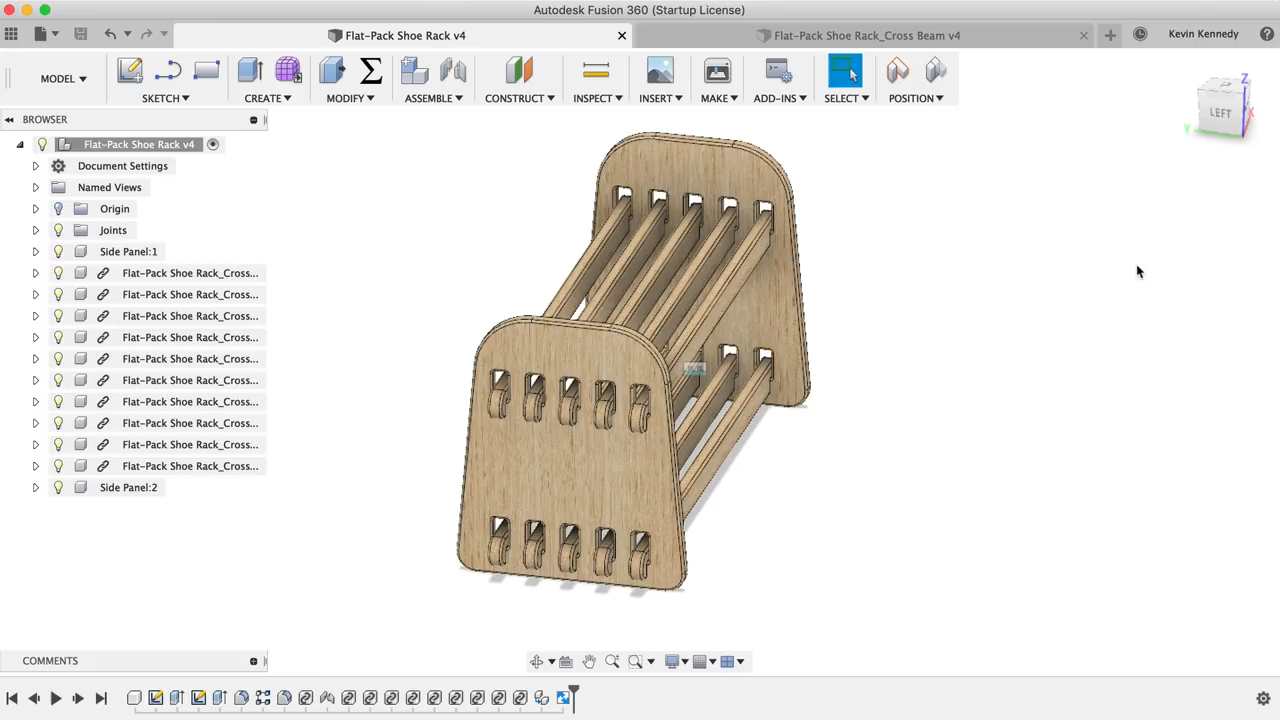 Autodesk Fusion 360 (Startup License)
Flat-Pack Shoe Rack v4
Flat-Pack Shoe Rack_Cross Beam v4
Kevin Kennedy
MODEL
SKETCH
CREATE
MODIFY
ASSEMBLE
CONSTRUCT
INSPECT
INSERT
MAKE
ADD-INS
SELECT
POSITION
Z
LEFT
X
Y
BROWSER
Flat-Pack Shoe Rack v4
Document Settings
Named Views
Origin
Joints
Side Panel:1
Flat-Pack Shoe Rack_Cross...
Flat-Pack Shoe Rack_Cross...
Flat-Pack Shoe Rack_Cross...
Flat-Pack Shoe Rack_Cross...
Flat-Pack Shoe Rack_Cross...
Flat-Pack Shoe Rack_Cross...
Flat-Pack Shoe Rack_Cross...
Flat-Pack Shoe Rack_Cross...
Flat-Pack Shoe Rack_Cross...
Flat-Pack Shoe Rack_Cross...
Side Panel:2
COMMENTS